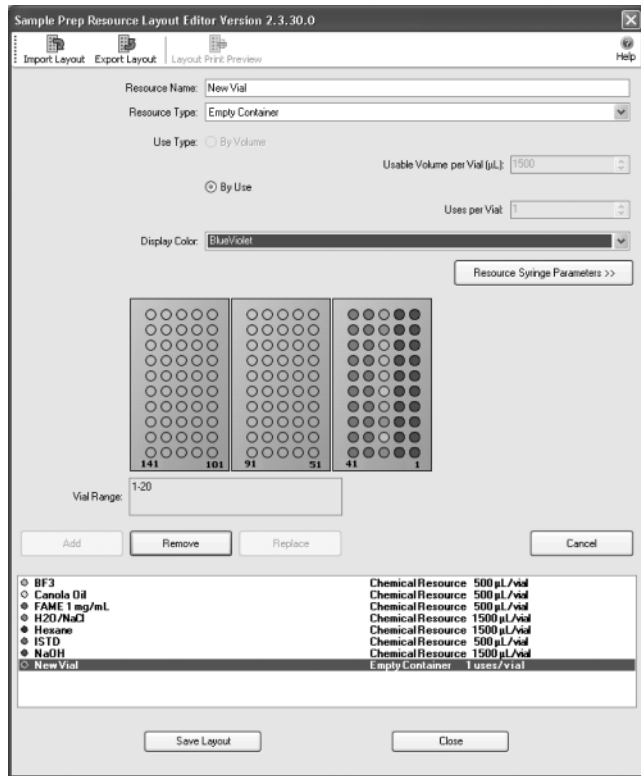 Sample Prep Resource Layout Editor Version 2.3.30.0
Import Layout Export Layout Layout Print Preview Help
Resource Name: New Vial
Resource Type: Empty Container
Use Type: By Volume
Usable Volume per Vial (µL): 1500
By Use
Uses per Vial: 1
Display Color: BlueViolet
Resource Syringe Parameters >>
141 101 91 51 41 1
Vial Range: 1-20
Add Remove Replace Cancel
BF3 Chemical Resource 500 µL/vial
Canola Oil Chemical Resource 500 µL/vial
FAME 1 mg/mL Chemical Resource 500 µL/vial
H2O/NaCl Chemical Resource 1500 µL/vial
Hexane Chemical Resource 1500 µL/vial
ISTD Chemical Resource 500 µL/vial
NaOH Chemical Resource 1500 µL/vial
New Vial Empty Container 1 uses/vial
Save Layout Close